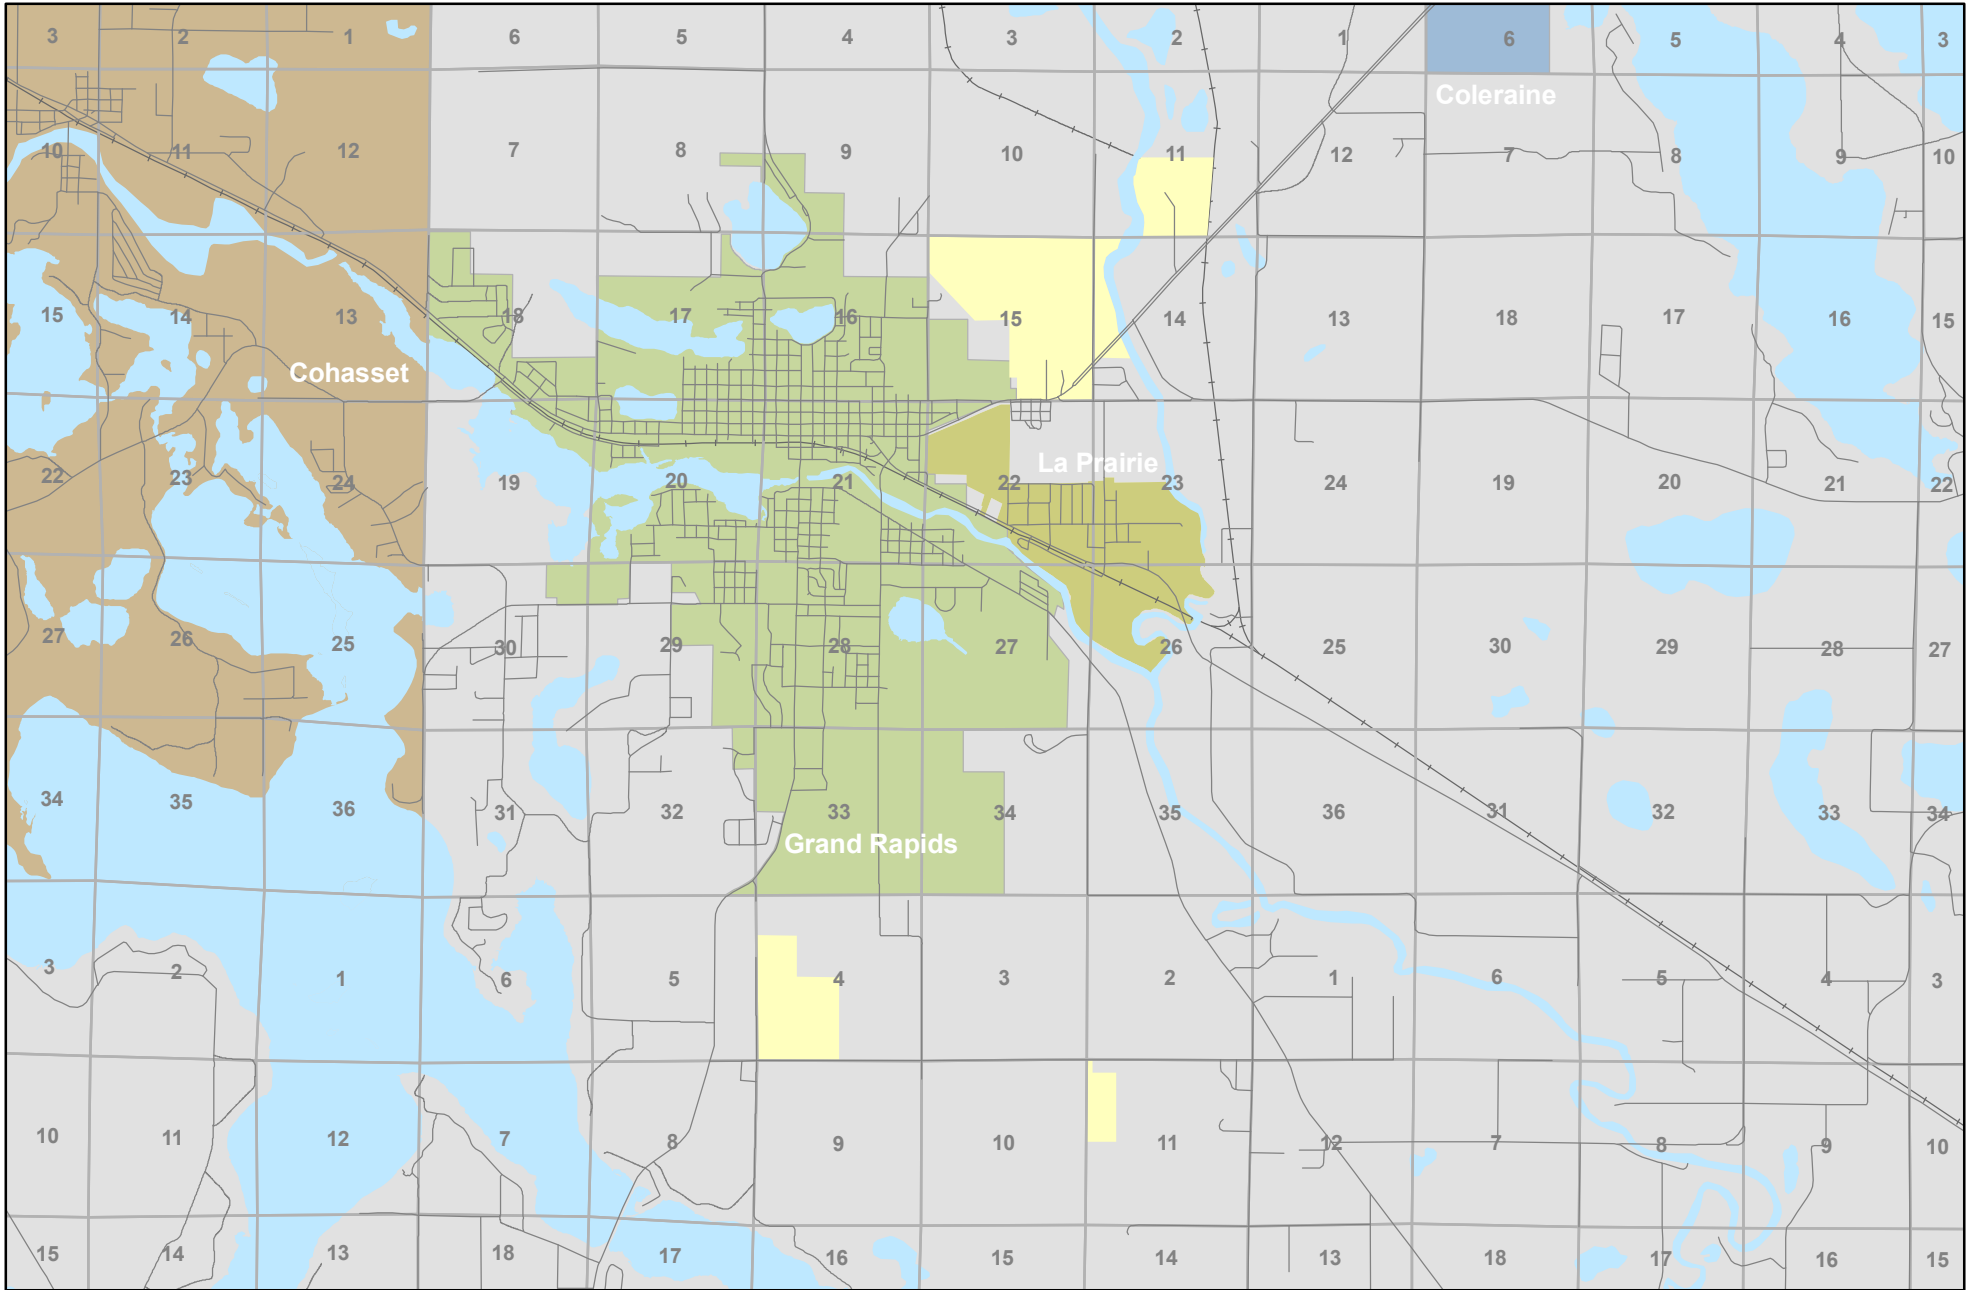 3 2 1 6 5 4 3 2 1 6 5 4 3
Coleraine
10 11 12 7 8 9 10 11 12 7 8 9 10
15 14 13 18 17 16 15 14 13 18 17 16 15
Cohasset
La Prairie
22 23 24 19 20 21 22 23 24 19 20 21 22
27 26 25 30 29 28 27 26 25 30 29 28 27
34 35 36 31 32 33 34 35 36 31 32 33 34
Grand Rapids
3 2 1 6 5 4 3 2 1 6 5 4 3
10 11 12 7 8 9 10 11 12 7 8 9 10
15 14 13 18 17 16 15 14 13 18 17 16 15